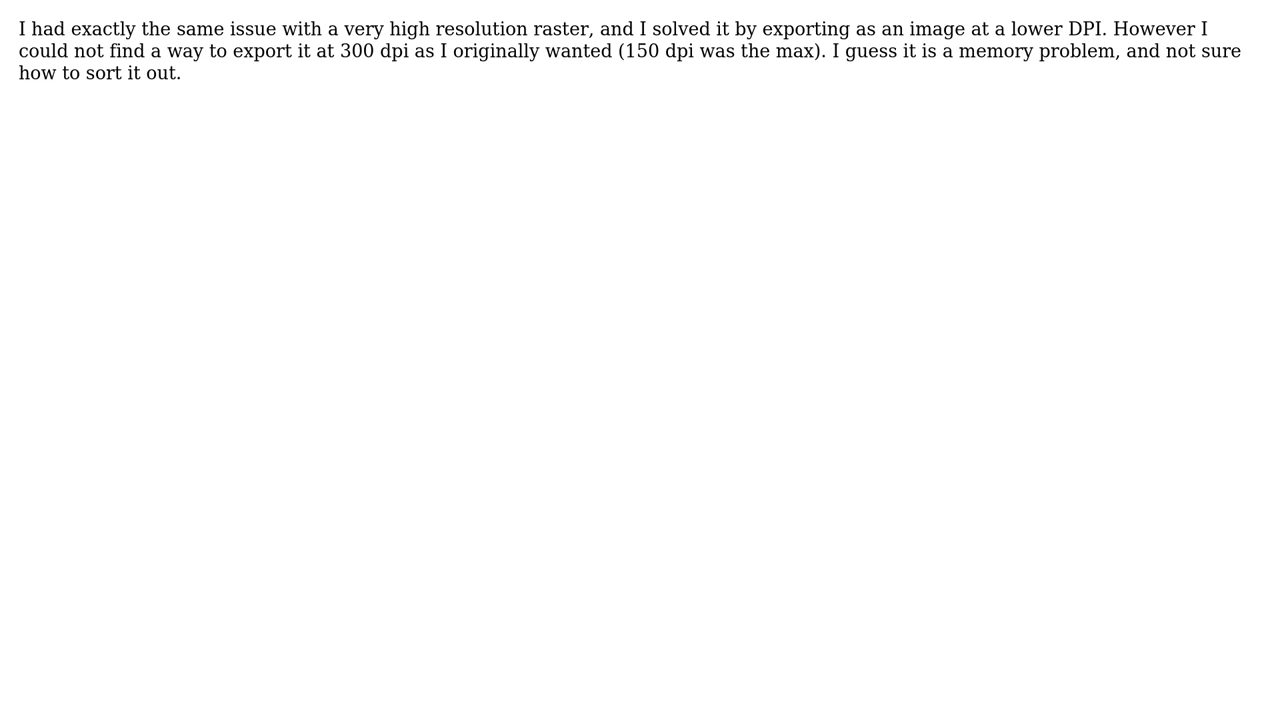 I had exactly the same issue with a very high resolution raster, and I solved it by exporting as an image at a lower DPI. However I
could not find a way to export it at 300 dpi as I originally wanted (150 dpi was the max). I guess it is a memory problem, and not sure
how to sort it out.